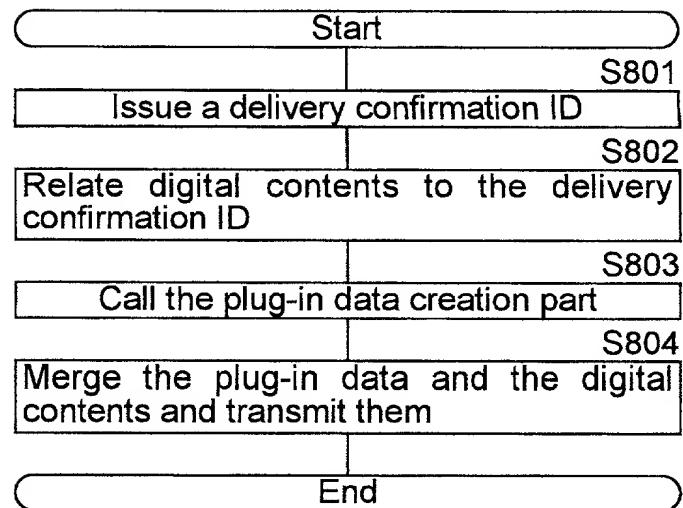 Start
S801
Issue a delivery confirmation ID
S802
Relate digital contents to the delivery
confirmation ID
S803
Call the plug-in data creation part
S804
Merge the plug-in data and the digital
contents and transmit them
End